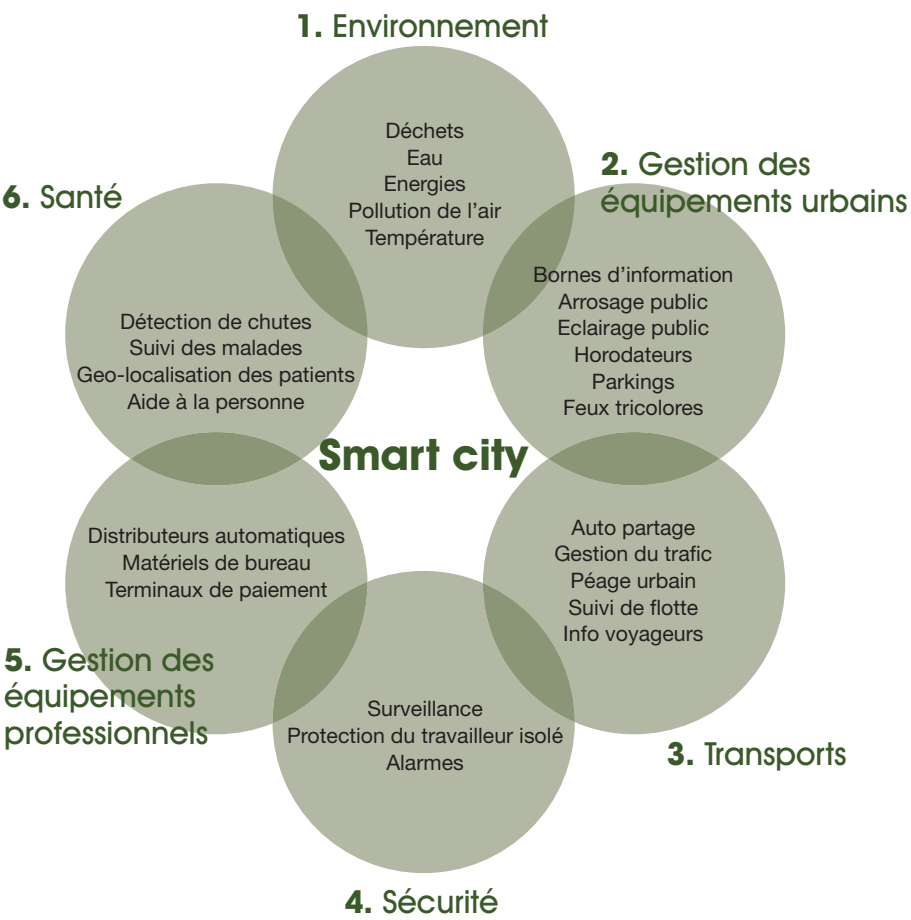 1. Environnement
Déchets
Eau
Energies
Pollution de l'air
Température
2. Gestion des
équipements urbains
Bornes d'information
Arrosage public
Eclairage public
Horodateurs
Parkings
Feux tricolores
6. Santé
Détection de chutes
Suivi des malades
Geo-localisation des patients
Aide à la personne
Smart city
Auto partage
Gestion du trafic
Péage urbain
Suivi de flotte
Info voyageurs
3. Transports
Distributeurs automatiques
Matériels de bureau
Terminaux de paiement
5. Gestion des
équipements
professionnels
Surveillance
Protection du travailleur isolé
Alarmes
4. Sécurité